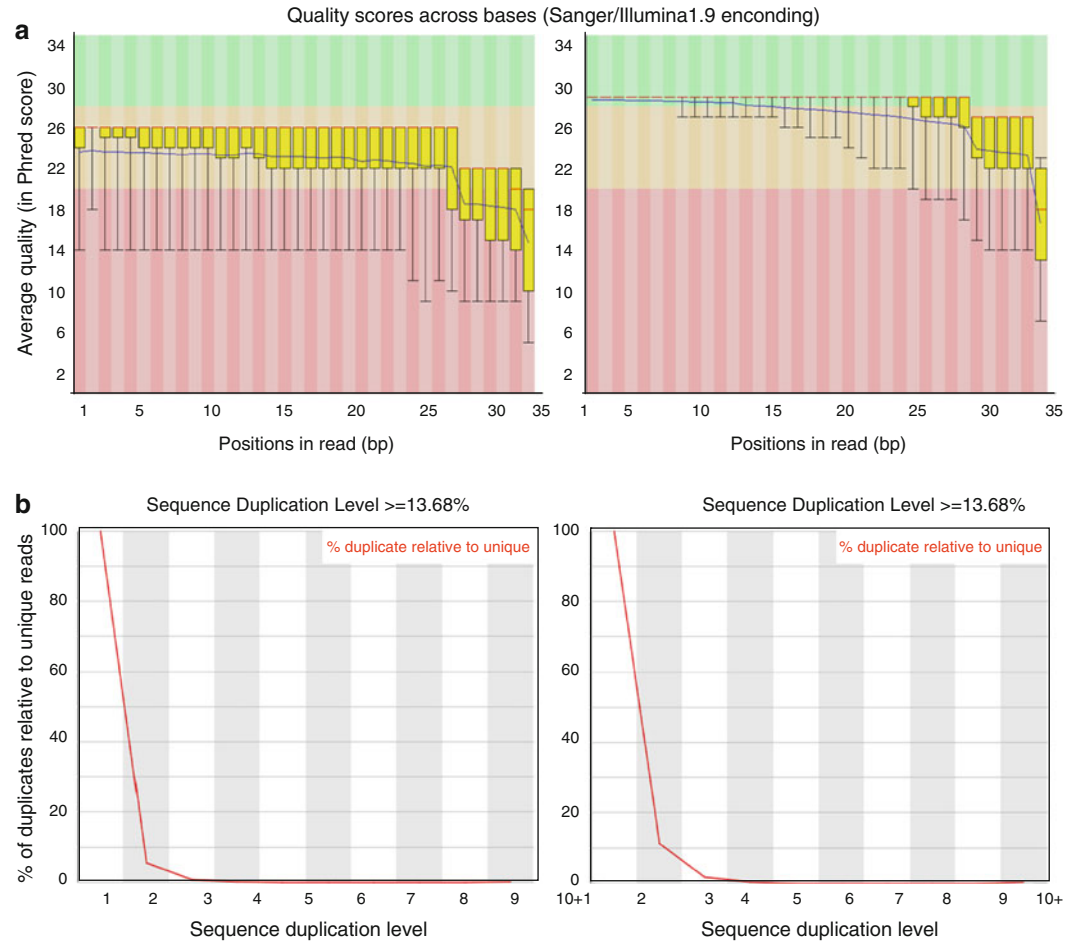 Quality scores across bases (Sanger/Illumina1.9 enconding)
a
Average quality (in Phred score)
34
30
26
22
18
14
10
6
2
1 5 10 15 20 25 30 35
Positions in read (bp)
34
30
26
22
18
14
10
6
2
1 5 10 15 20 25 30 35
Positions in read (bp)
b
Sequence Duplication Level >=13.68%
% duplicate relative to unique
% of duplicates relative to unique reads
100
80
60
40
20
0
1 2 3 4 5 6 7 8 9 10+
Sequence duplication level
Sequence Duplication Level >=13.68%
% duplicate relative to unique
100
80
60
40
20
0
1 2 3 4 5 6 7 8 9 10+
Sequence duplication level